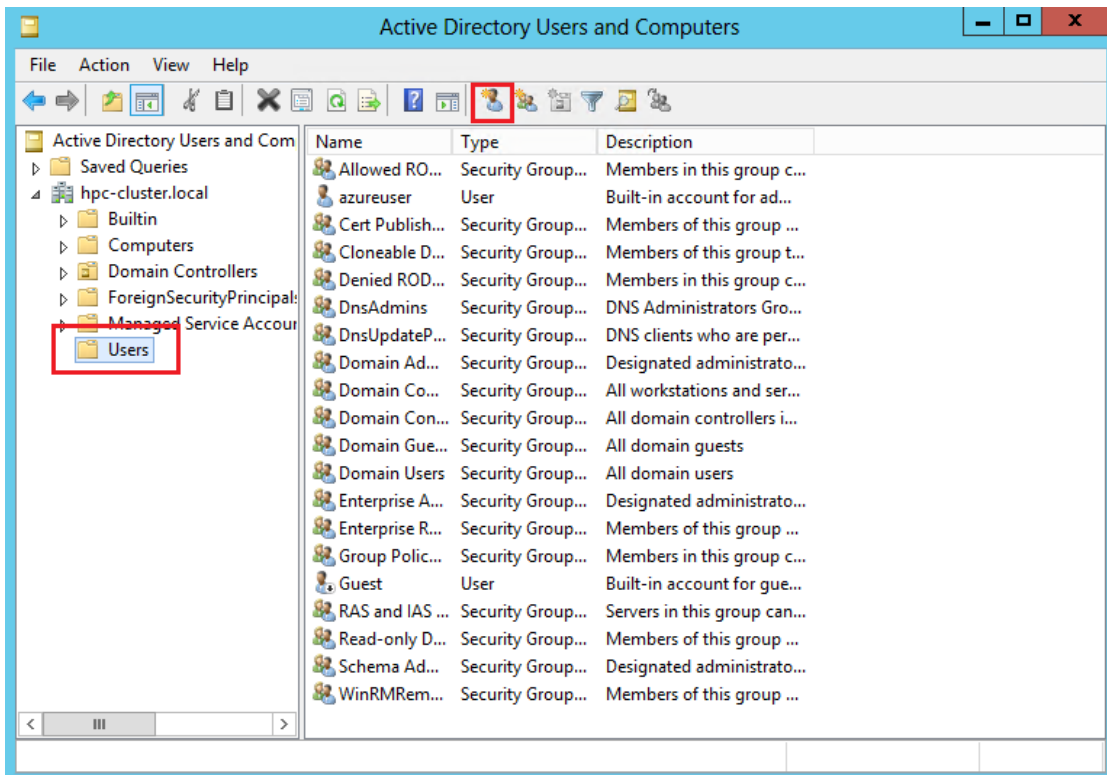 Active Directory Users and Computers
File Action View Help
Active Directory Users and Com
Saved Queries
hpc-cluster.local
Builtin
Computers
Domain Controllers
ForeignSecurityPrincipals
Managed Service Accour
Users
Name Type Description
Allowed RO... Security Group... Members in this group c...
azureuser User Built-in account for ad...
Cert Publish... Security Group... Members of this group ...
Cloneable D... Security Group... Members of this group t...
Denied ROD... Security Group... Members in this group c...
DnsAdmins Security Group... DNS Administrators Gro...
DnsUpdateP... Security Group... DNS clients who are per...
Domain Ad... Security Group... Designated administrato...
Domain Co... Security Group... All workstations and ser...
Domain Con... Security Group... All domain controllers i...
Domain Gue... Security Group... All domain guests
Domain Users Security Group... All domain users
Enterprise A... Security Group... Designated administrato...
Enterprise R... Security Group... Members of this group ...
Group Polic... Security Group... Members in this group c...
Guest User Built-in account for gue...
RAS and IAS ... Security Group... Servers in this group can...
Read-only D... Security Group... Members of this group ...
Schema Ad... Security Group... Designated administrato...
WinRMRem... Security Group... Members of this group ...